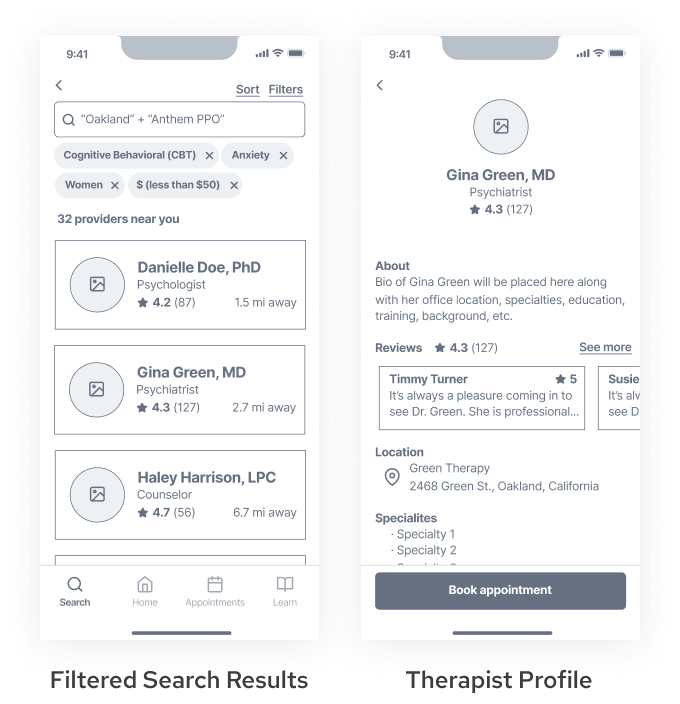 9:41
Sort Filters
"Oakland" + "Anthem PPO"
Cognitive Behavioral (CBT) × Anxiety ×
Women × $ (less than $50) ×
32 providers near you
Danielle Doe, PhD
Psychologist
★ 4.2 (87) 1.5 mi away
Gina Green, MD
Psychiatrist
★ 4.3 (127) 2.7 mi away
Haley Harrison, LPC
Counselor
★ 4.7 (56) 6.7 mi away
Search Home Appointments Learn
Filtered Search Results
9:41
Gina Green, MD
Psychiatrist
★ 4.3 (127)
About
Bio of Gina Green will be placed here along
with her office location, specialties, education,
training, background, etc.
Reviews ★ 4.3 (127) See more
Timmy Turner ★ 5 Susie
It's always a pleasure coming in to It's alw
see Dr. Green. She is professional... see D
Location
Green Therapy
2468 Green St., Oakland, California
Specialites
· Specialty 1
· Specialty 2
Book appointment
Therapist Profile